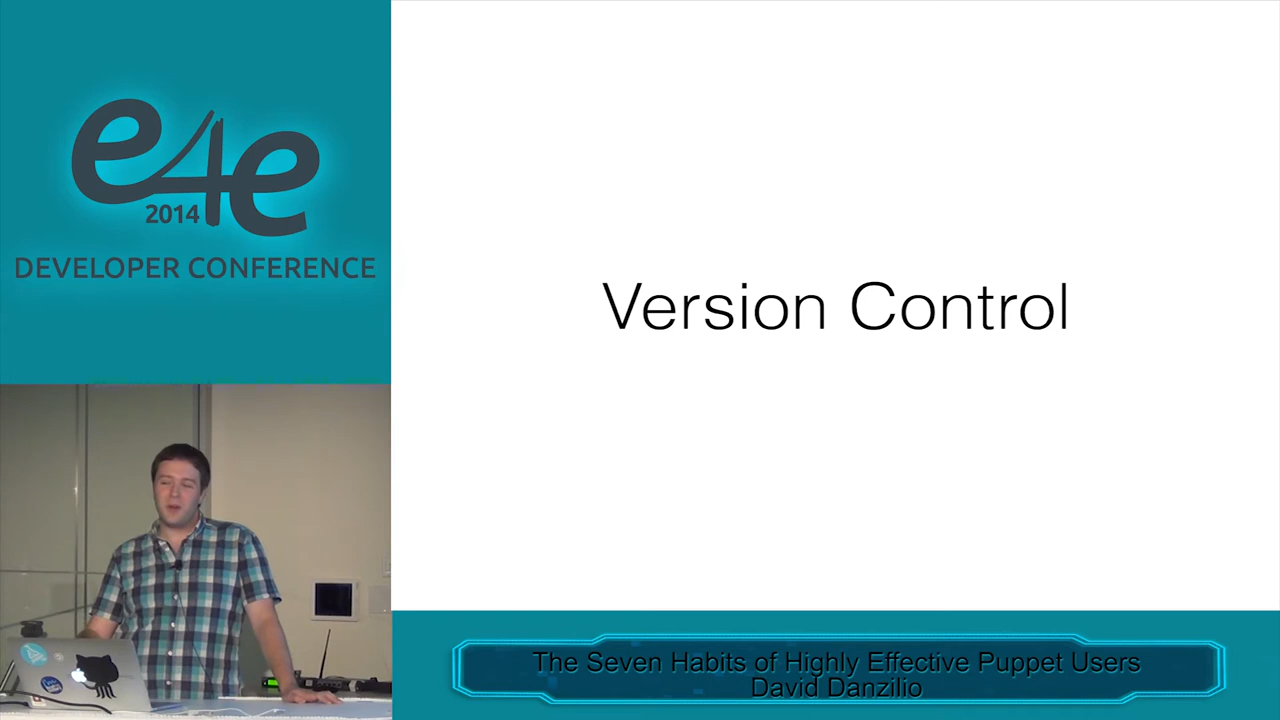 e4e
2014
DEVELOPER CONFERENCE
Version Control
The Seven Habits of Highly Effective Puppet Users
David Danzilio